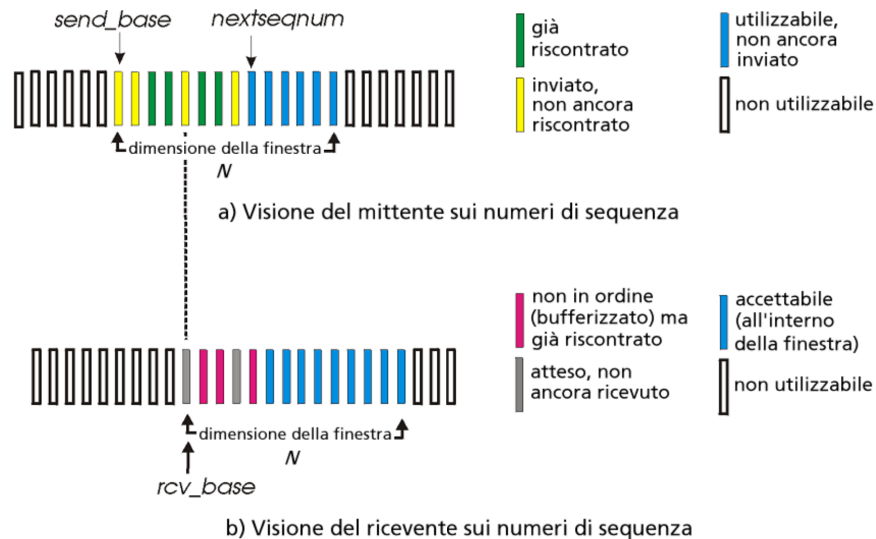 send_base
nextseqnum
già
riscontrato
utilizzabile,
non ancora
inviato
inviato,
non ancora
riscontrato
non utilizzabile
dimensione della finestra
N
a) Visione del mittente sui numeri di sequenza
non in ordine
(bufferizzato) ma
già riscontrato
accettabile
(all'interno
della finestra)
atteso, non
ancora ricevuto
non utilizzabile
dimensione della finestra
N
rcv_base
b) Visione del ricevente sui numeri di sequenza